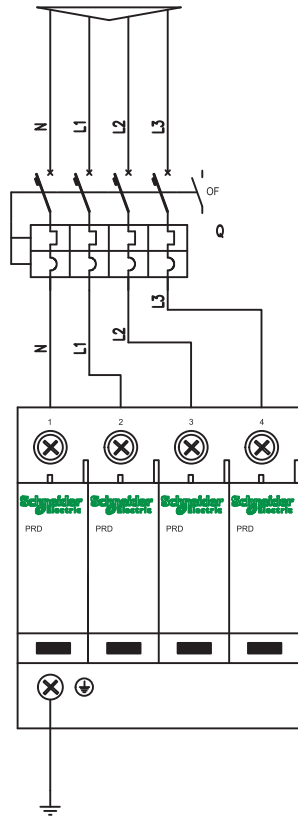 N L1 L2 L3
OF
Q
N L1 L2 L3
1 2 3 4
Schneider Schneider Schneider Schneider
Electric Electric Electric Electric
PRD PRD PRD PRD